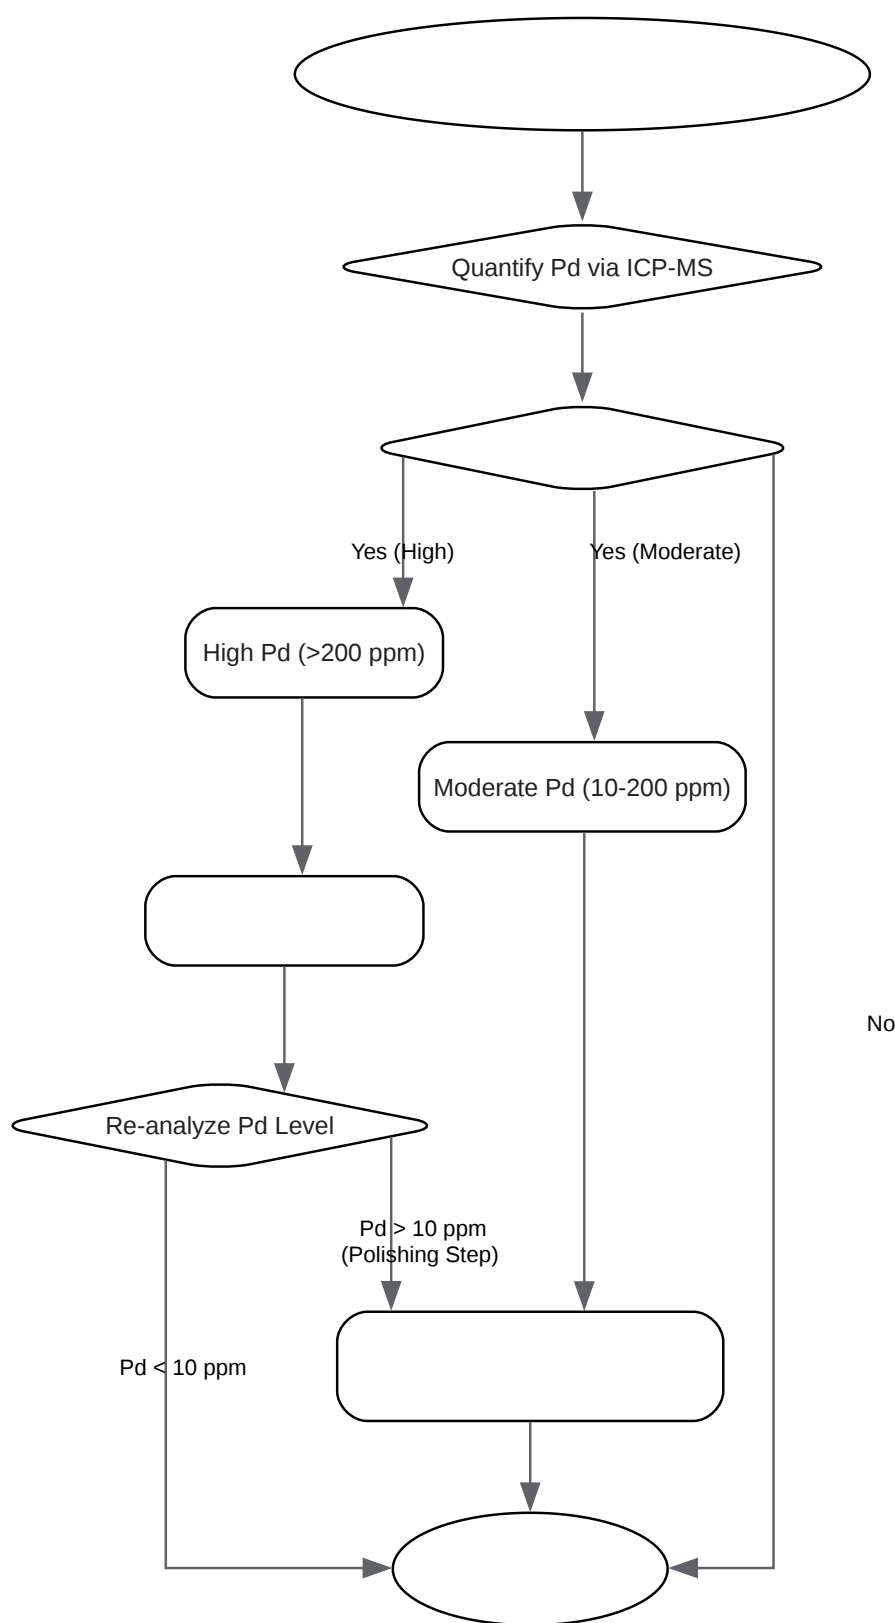 Quantify Pd via ICP-MS
Yes (High)
Yes (Moderate)
High Pd (>200 ppm)
Moderate Pd (10-200 ppm)
No
Re-analyze Pd Level
Pd > 10 ppm
(Polishing Step)
Pd < 10 ppm